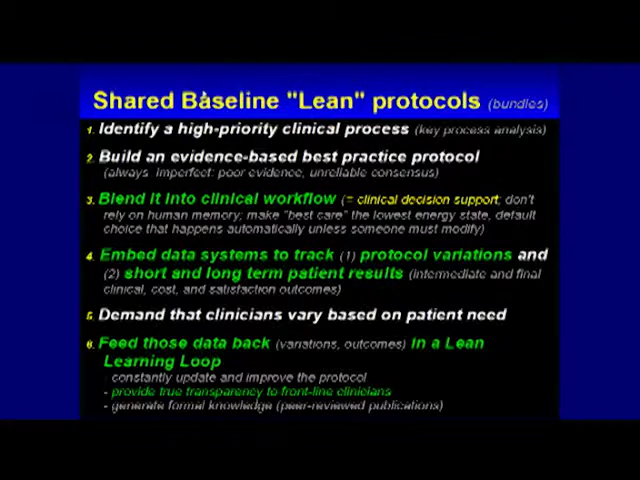 Shared Baseline "Lean" protocols (bundles)
1. Identify a high-priority clinical process (key process analysis)
2. Build an evidence-based best practice protocol
(always imperfect: poor evidence, unreliable consensus)
3. Blend it into clinical workflow (= clinical decision support; don't
rely on human memory; make "best care" the lowest energy state, default
choice that happens automatically unless someone must modify)
4. Embed data systems to track (1) protocol variations and
(2) short and long term patient results (intermediate and final
clinical, cost, and satisfaction outcomes)
5. Demand that clinicians vary based on patient need
6. Feed those data back (variations, outcomes) in a Lean
Learning Loop
constantly update and improve the protocol
- provide true transparency to front-line clinicians
- generate formal knowledge (peer-reviewed publications)